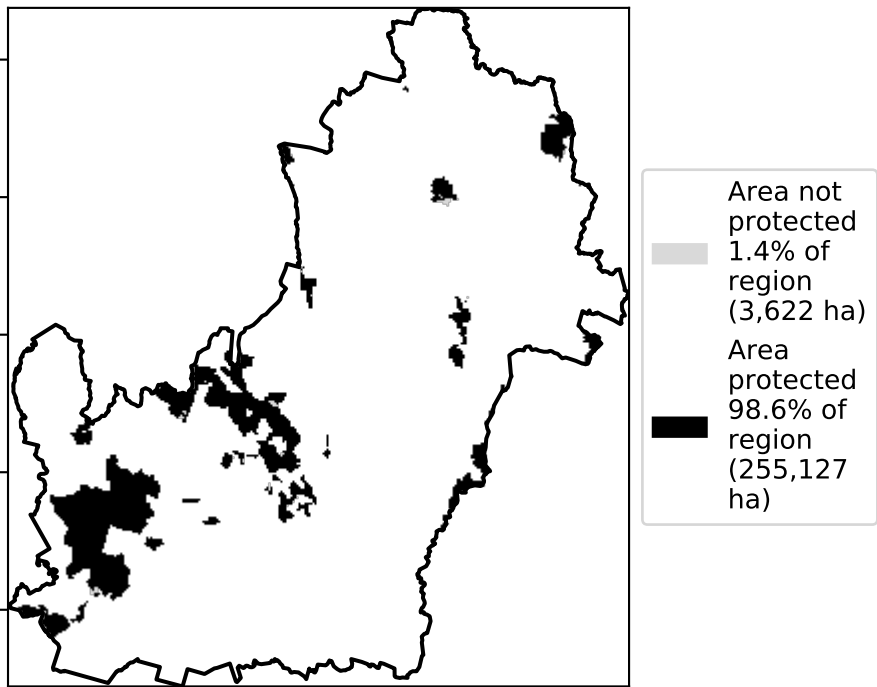 Area not
protected
1.4% of
region
(3,622 ha)
Area
protected
98.6% of
region
(255,127
ha)